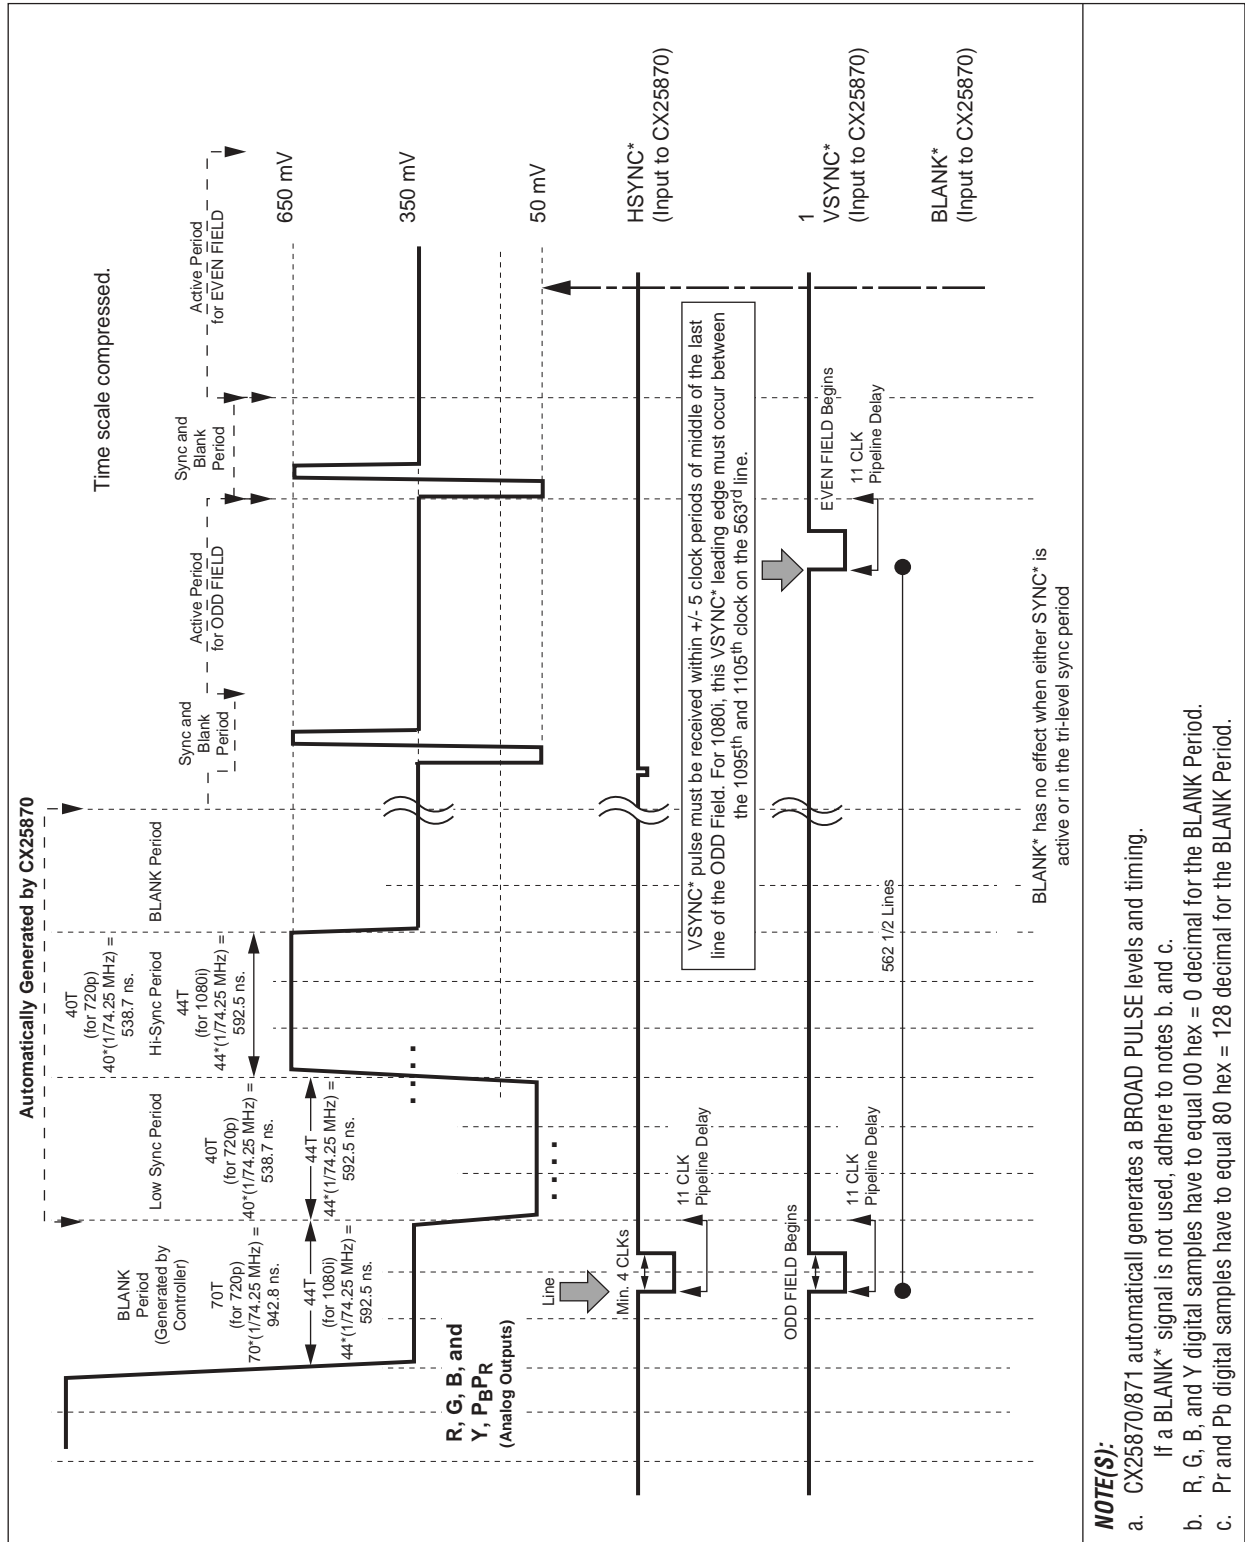 Automatically Generated by CX25870
Time scale compressed.
BLANK
Period
(Generated by
Controller)
70T
(for 720p)
70*(1/74.25 MHz) =
942.8 ns.
44T
(for 1080i)
44*(1/74.25 MHz) =
592.5 ns.
Low Sync Period
40T
(for 720p)
40*(1/74.25 MHz) =
538.7 ns.
44T
44*(1/74.25 MHz) =
592.5 ns.
40T
(for 720p)
40*(1/74.25 MHz) =
538.7 ns.
Hi-Sync Period
44T
(for 1080i)
44*(1/74.25 MHz) =
592.5 ns.
BLANK Period
Sync and
Blank
Period
Active Period
for ODD FIELD
Sync and
Blank
Period
Active Period
for EVEN FIELD
650 mV
350 mV
50 mV
R, G, B, and
Y, PBPR
(Analog Outputs)
Line
Min. 4 CLKs
11 CLK
Pipeline Delay
HSYNC*
(Input to CX25870)
VSYNC* pulse must be received within +/- 5 clock periods of middle of the last
line of the ODD Field. For 1080i, this VSYNC* leading edge must occur between
the 1095th and 1105th clock on the 563rd line.
ODD FIELD Begins
11 CLK
Pipeline Delay
EVEN FIELD Begins
11 CLK
Pipeline Delay
1
VSYNC*
(Input to CX25870)
562 1/2 Lines
BLANK*
(Input to CX25870)
BLANK* has no effect when either SYNC* is
active or in the tri-level sync period
NOTE(S):
a. CX25870/871 automaticall generates a BROAD PULSE levels and timing.
If a BLANK* signal is not used, adhere to notes b. and c.
b. R, G, B, and Y digital samples have to equal 00 hex = 0 decimal for the BLANK Period.
c. Pr and Pb digital samples have to equal 80 hex = 128 decimal for the BLANK Period.